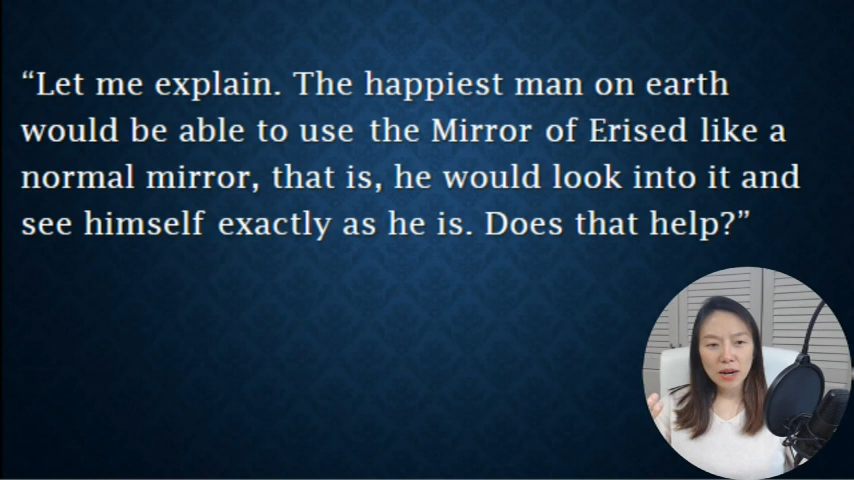 “Let me explain. The happiest man on earth
would be able to use the Mirror of Erised like a
normal mirror, that is, he would look into it and
see himself exactly as he is. Does that help?”